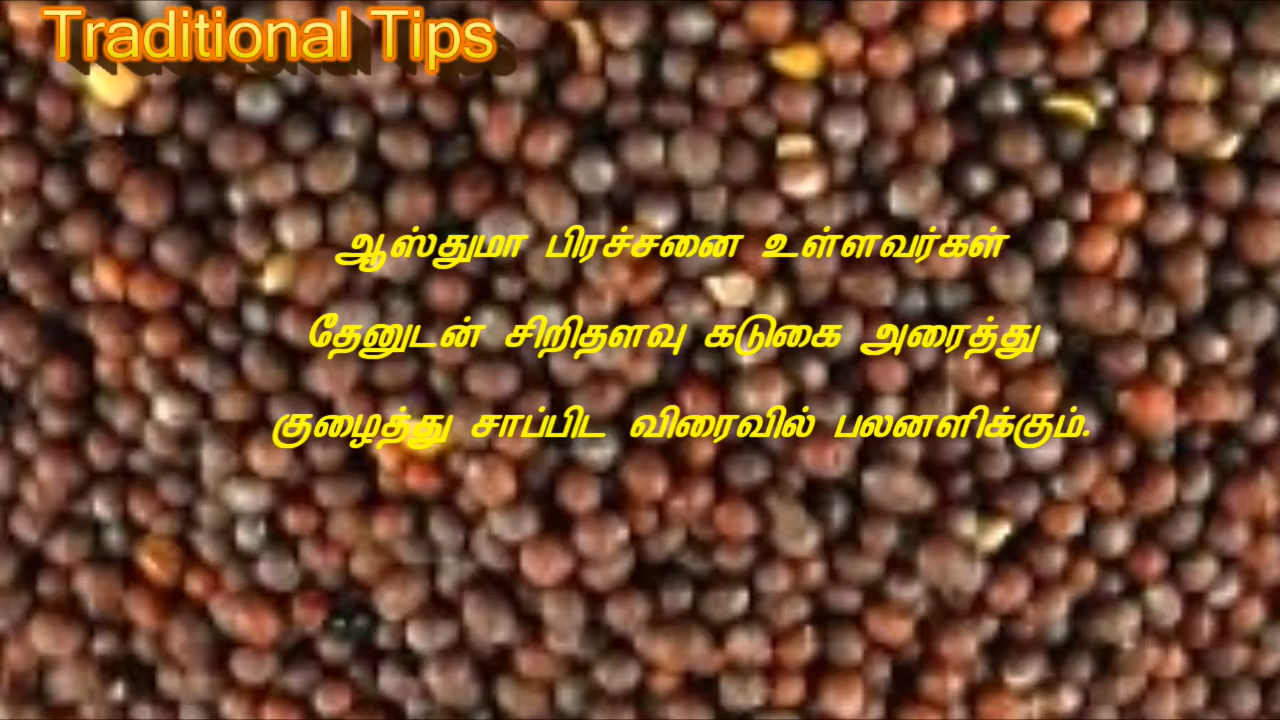 Traditional Tips
ஆஸ்துமா பிரச்சனை உள்ளவர்கள்
தேனுடன் சிறிதளவு கடுகை அரைத்து
குழைத்து சாப்பிட விரைவில் பலனளிக்கும்.